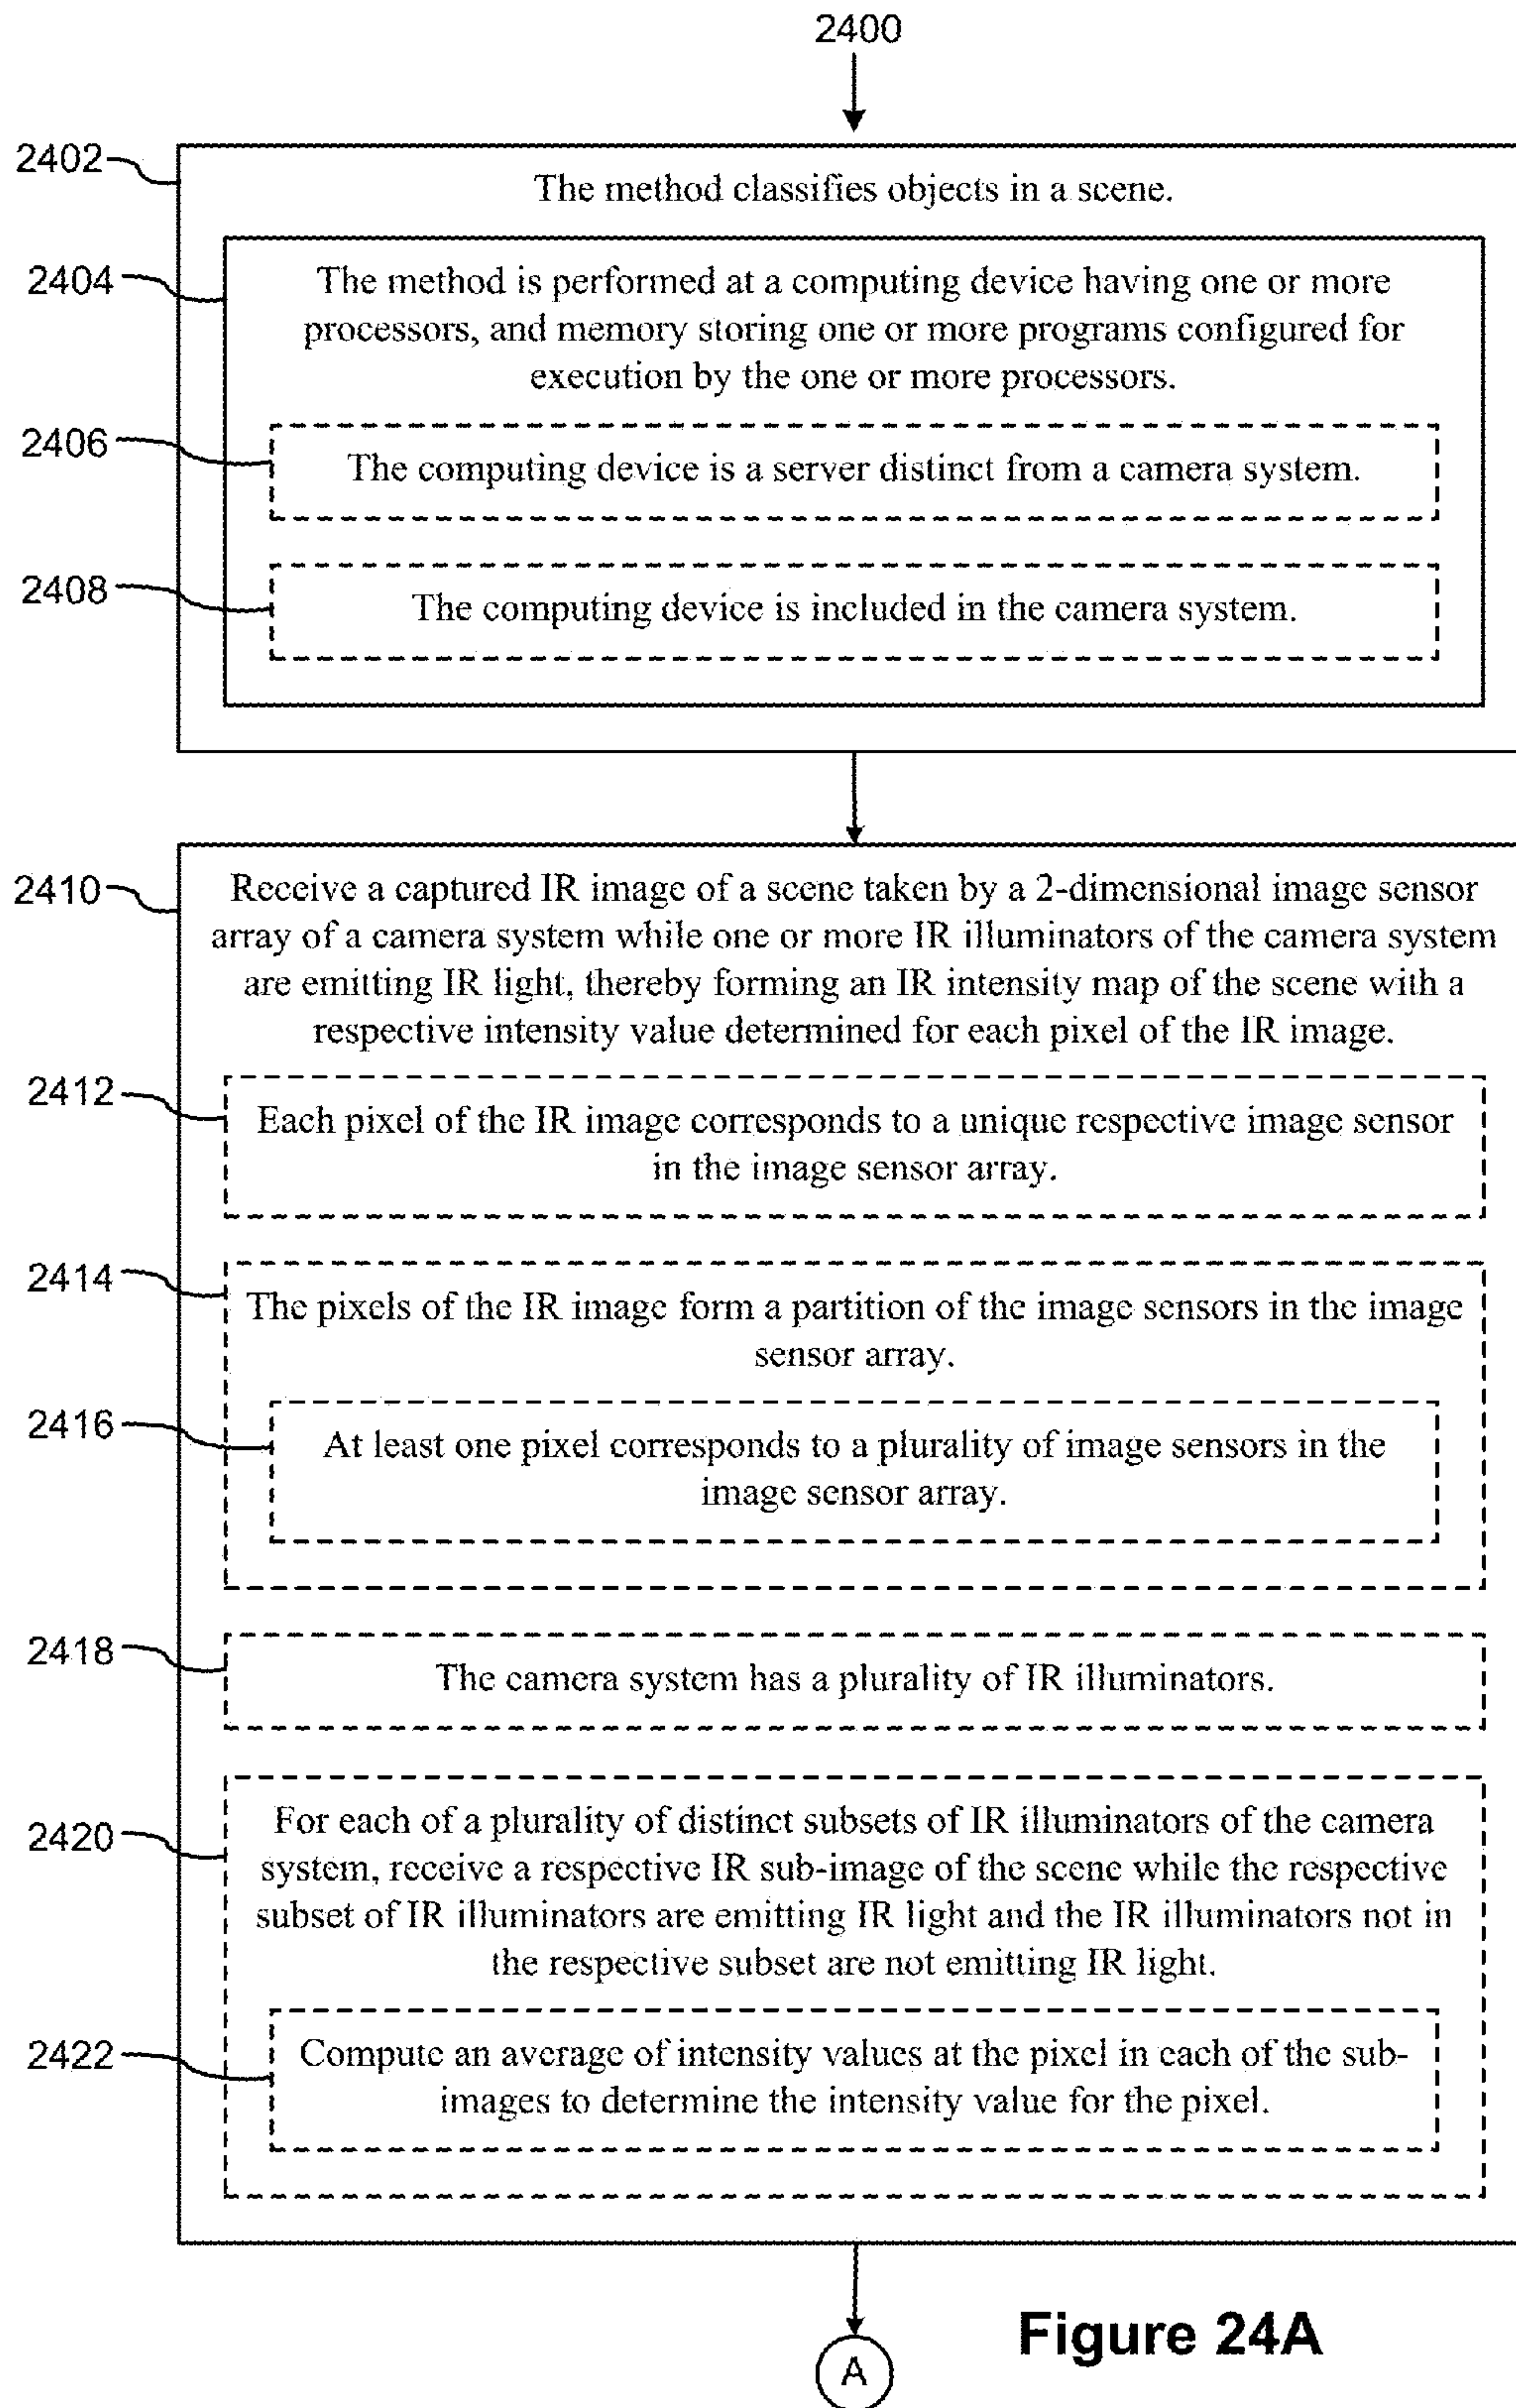 2400
2402
The method classifies objects in a scene.
2404
The method is performed at a computing device having one or more
processors, and memory storing one or more programs configured for
execution by the one or more processors.
2406
The computing device is a server distinct from a camera system.
2408
The computing device is included in the camera system.
2410
Receive a captured IR image of a scene taken by a 2-dimensional image sensor
array of a camera system while one or more IR illuminators of the camera system
are emitting IR light, thereby forming an IR intensity map of the scene with a
respective intensity value determined for each pixel of the IR image.
2412
Each pixel of the IR image corresponds to a unique respective image sensor
in the image sensor array.
2414
The pixels of the IR image form a partition of the image sensors in the image
sensor array.
2416
At least one pixel corresponds to a plurality of image sensors in the
image sensor array.
2418
The camera system has a plurality of IR illuminators.
2420
For each of a plurality of distinct subsets of IR illuminators of the camera
system, receive a respective IR sub-image of the scene while the respective
subset of IR illuminators are emitting IR light and the IR illuminators not in
the respective subset are not emitting IR light.
2422
Compute an average of intensity values at the pixel in each of the sub-
images to determine the intensity value for the pixel.
A
Figure 24A